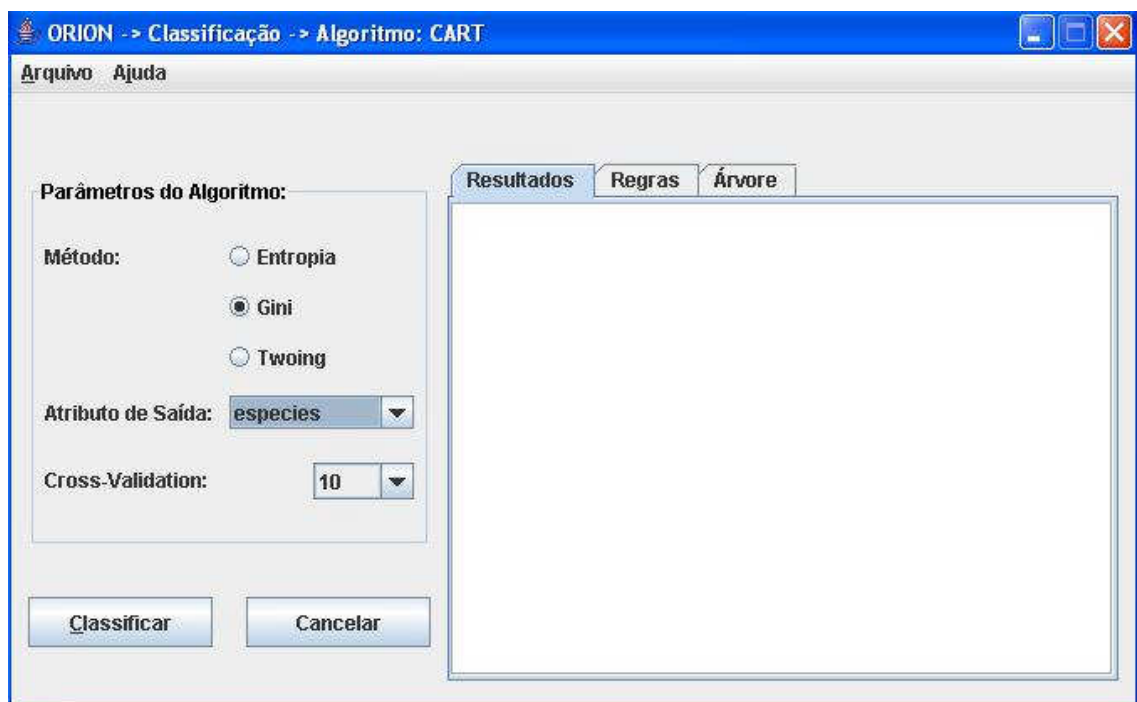 ORION -> Classificação -> Algoritmo: CART
Arquivo Ajuda
Parâmetros do Algoritmo:
Método:
Entropia
Gini
Twoing
Atributo de Saída: especies
Cross-Validation: 10
Classificar Cancelar
Resultados Regras Árvore